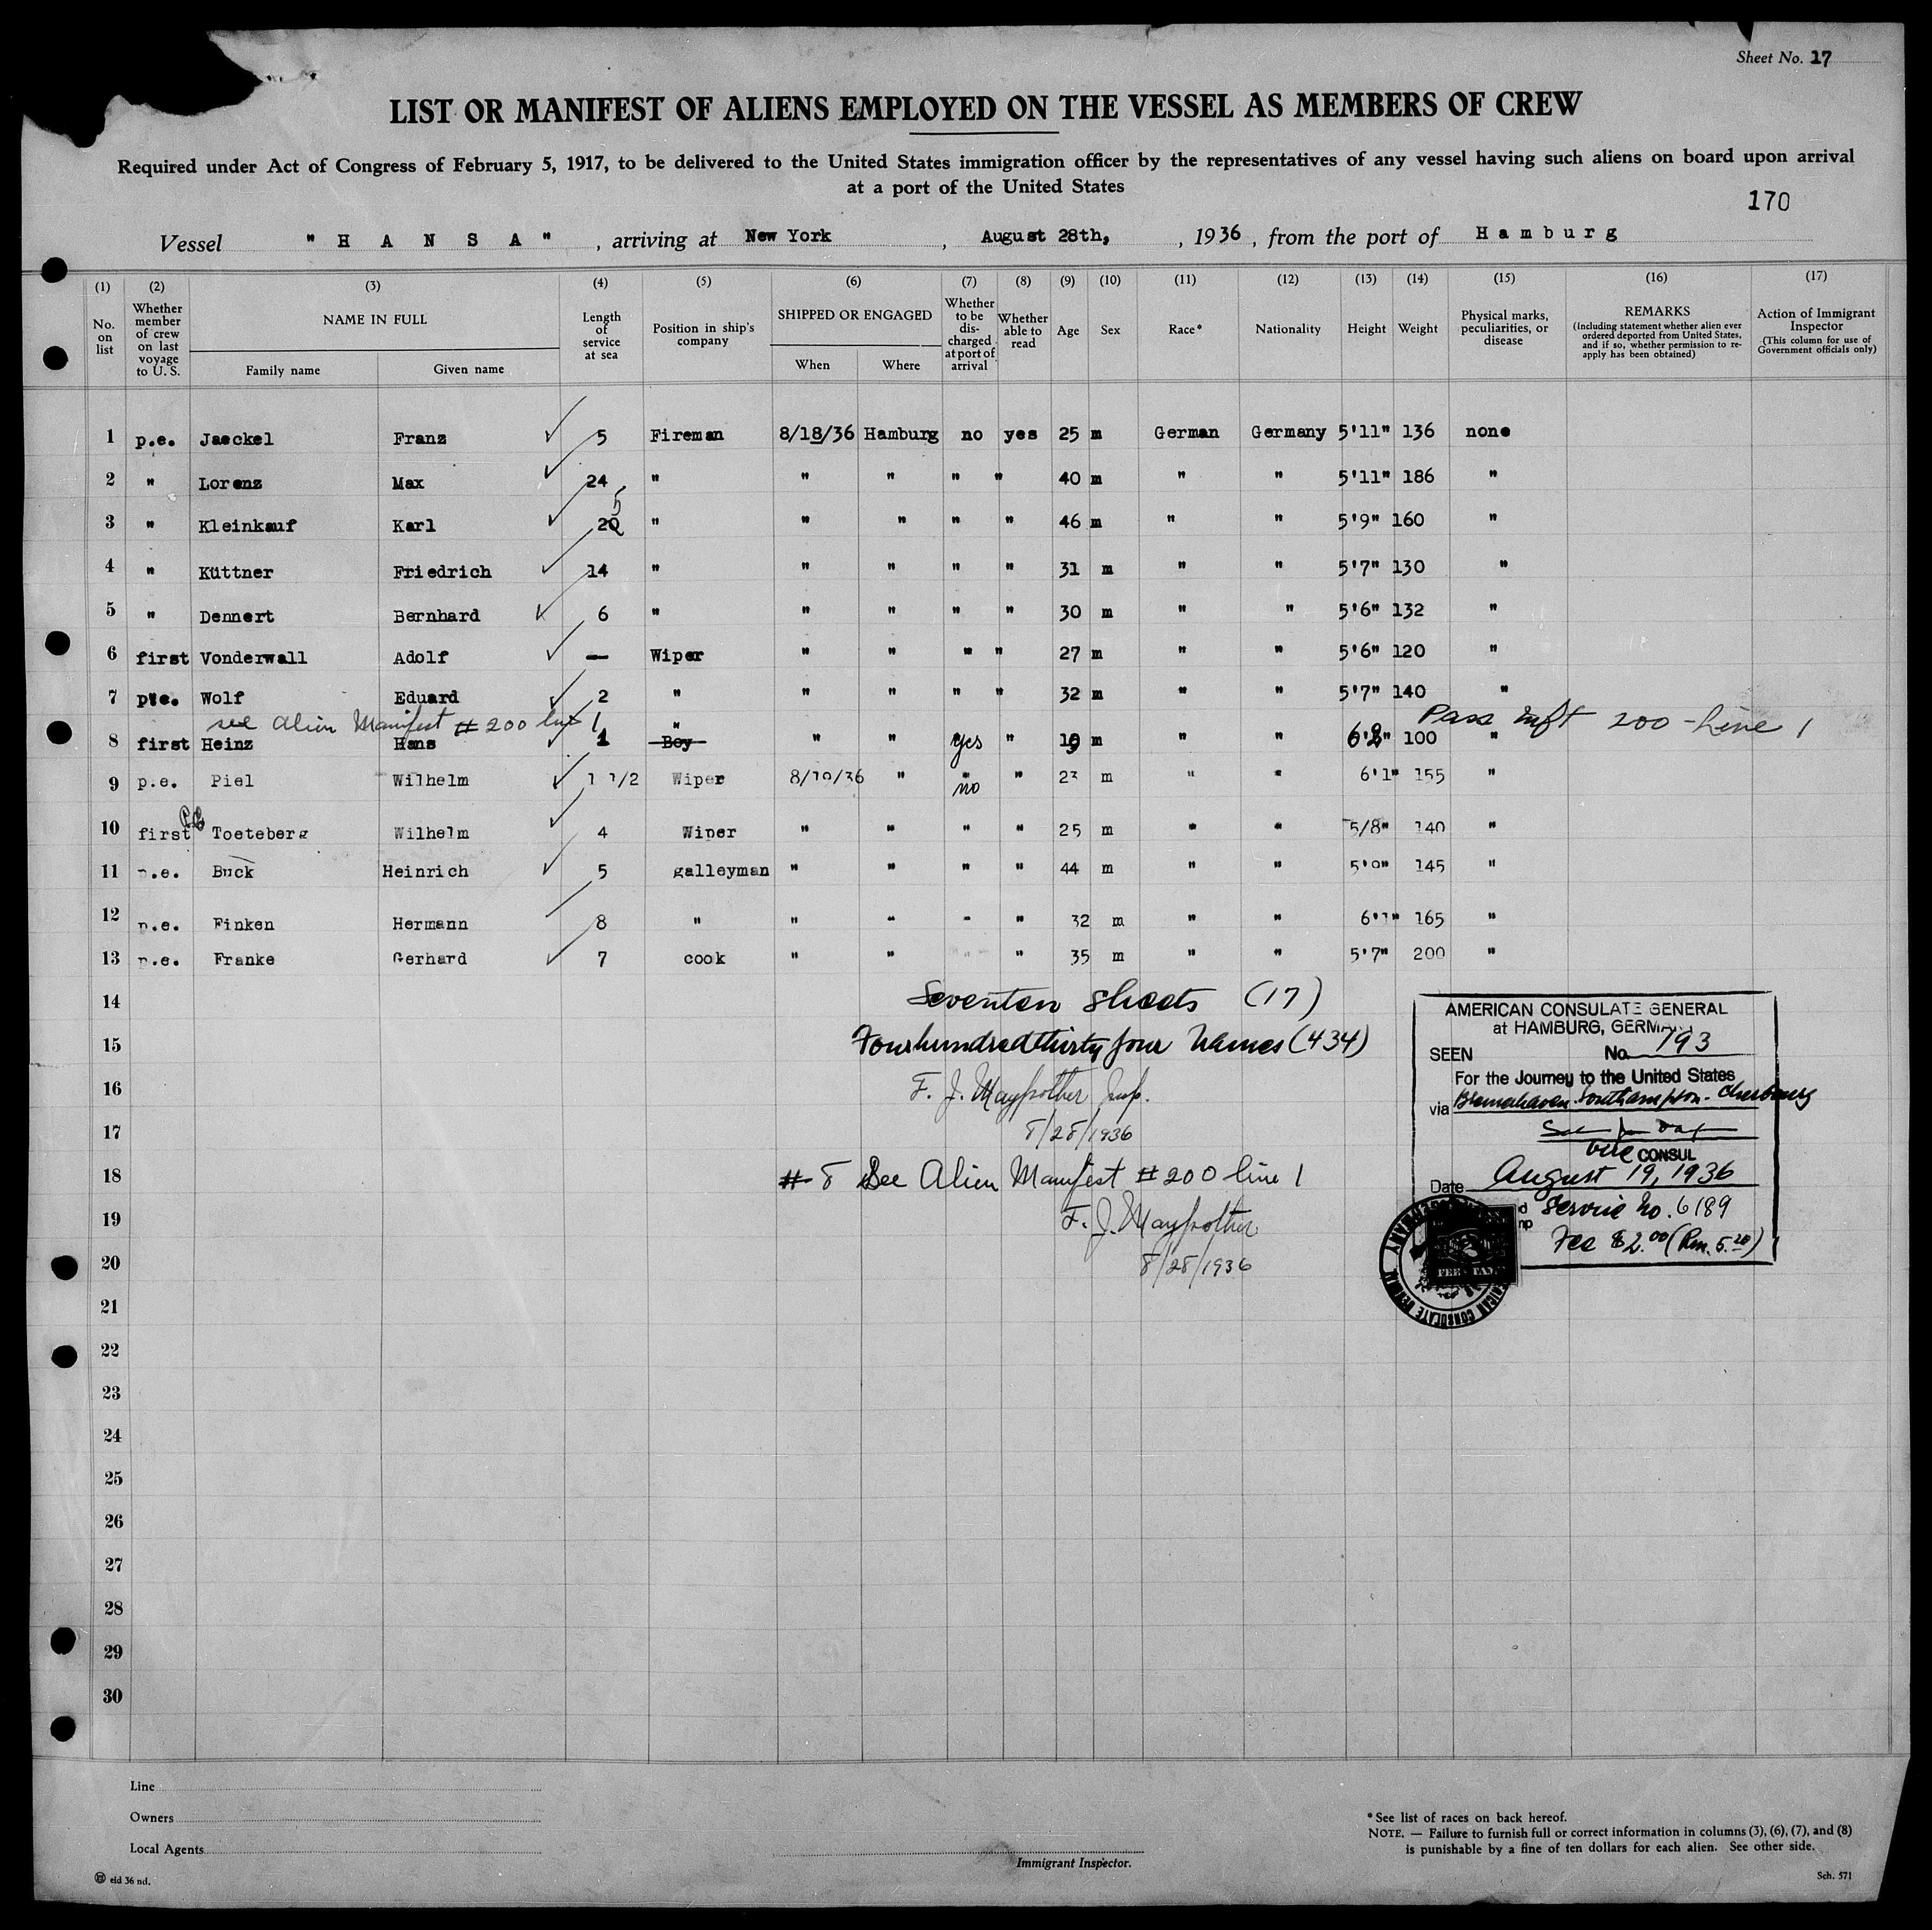 Sheet No. 17
LIST OR MANIFEST OF ALIENS EMPLOYED ON THE VESSEL AS MEMBERS OF CREW
Required under Act of Congress of February 5, 1917, to be delivered to the United States immigration officer by the representatives of any vessel having such aliens on board upon arrival
at a port of the United States
170
Vessel "H A N S A", arriving at New York, August 28th, , 1936, from the port of Hamburg
(1) (2) (3) (4) (5) (6) (7) (8) (9) (10) (11) (12) (13) (14) (15) (16) (17)
No. on list
Whether member of crew on last voyage to U. S.
NAME IN FULL
Family name Given name
Length of service at sea
Position in ship's company
SHIPPED OR ENGAGED
When Where
Whether to be discharged at port of arrival
Whether able to read
Age
Sex
Race*
Nationality
Height
Weight
Physical marks, peculiarities, or disease
REMARKS
(Including statement whether alien ever ordered deported from United States, and if so, whether permission to re-apply has been obtained)
Action of Immigrant Inspector
(This column for use of Government officials only)
1 p.e. Jaeckel Franz 5 Fireman 8/18/36 Hamburg no yes 25 m German Germany 5'11" 136 none
2 " Lorenz Max 24 " " " " " 40 m " " 5'11" 186 "
3 " Kleinkauf Karl 20 5 " " " " " 46 m " " 5'9" 160 "
4 " Küttner Friedrich 14 " " " " " 31 m " " 5'7" 130 "
5 " Dennert Bernhard 6 " " " " " 30 m " " 5'6" 132 "
6 first Vonderwall Adolf — Wiper " " " " 27 m " " 5'6" 120 "
7 p.e. Wolf Eduard 2 " " " " " 32 m " " 5'7" 140 "
see Alien Manifest # 200 line 1 " Pass Mft 200 - Line 1
8 first Heinz Hans 1 Boy " " yes " 19 m " " 6'2" 100 "
9 p.e. Piel Wilhelm 1 1/2 Wiper 8/19/36 " " no " 23 m " " 6'1" 155 "
10 first p.e. Toeteberg Wilhelm 4 Wiper " " " " 25 m " " 5/8" 140 "
11 p.e. Buck Heinrich 5 galleyman " " " " 44 m " " 5'9" 145 "
12 p.e. Finken Hermann 8 " " " " " 32 m " " 6'1" 165 "
13 p.e. Franke Gerhard 7 cook " " " " 35 m " " 5'7" 200 "
14 Seventen sheets (17)
15 Fourhundredthirty four Names (434)
16 F. J. Mayfrother Insp.
17 8/28/1936
18 # 8 See Alien Manifest # 200 line 1
19 F. J. Mayfrother
20 8/28/1936
21
22
23
24
25
26
27
28
29
30
AMERICAN CONSULATE GENERAL
at HAMBURG, GERMANY
SEEN No. 193
For the Journey to the United States
via Bremerhaven-Southampton-Cherbourg
Vice CONSUL
Date August 19, 1936
Service No. 6189
Fee $2.00 (Rm. 5.20)
Line
Owners
Local Agents
Immigrant Inspector.
eld 36 nd.
*See list of races on back hereof.
NOTE. — Failure to furnish full or correct information in columns (3), (6), (7), and (8)
is punishable by a fine of ten dollars for each alien. See other side.
Sch. 571